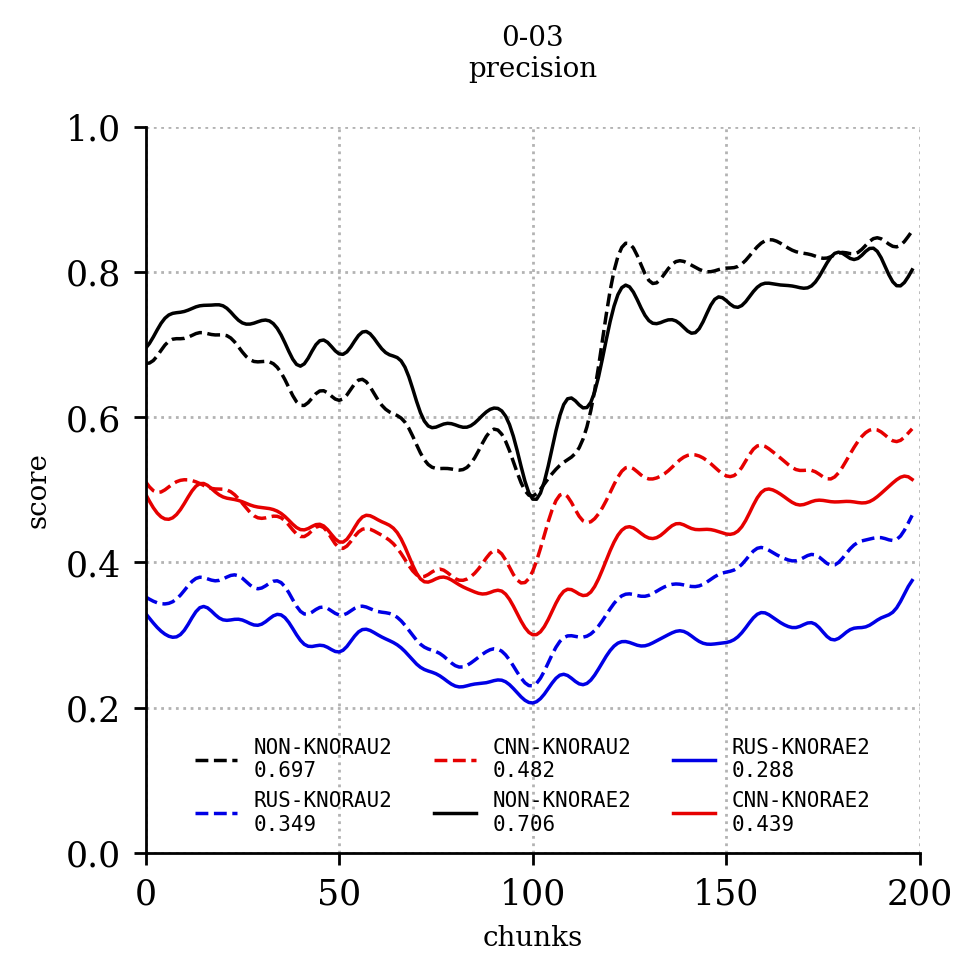 0-03
precision
1.0
0.8
0.6
0.4
0.2
0.0
score
NON-KNORAU2
0.697
RUS-KNORAU2
0.349
CNN-KNORAU2
0.482
NON-KNORAE2
0.706
RUS-KNORAE2
0.288
CNN-KNORAE2
0.439
0 50 100 150 200
chunks